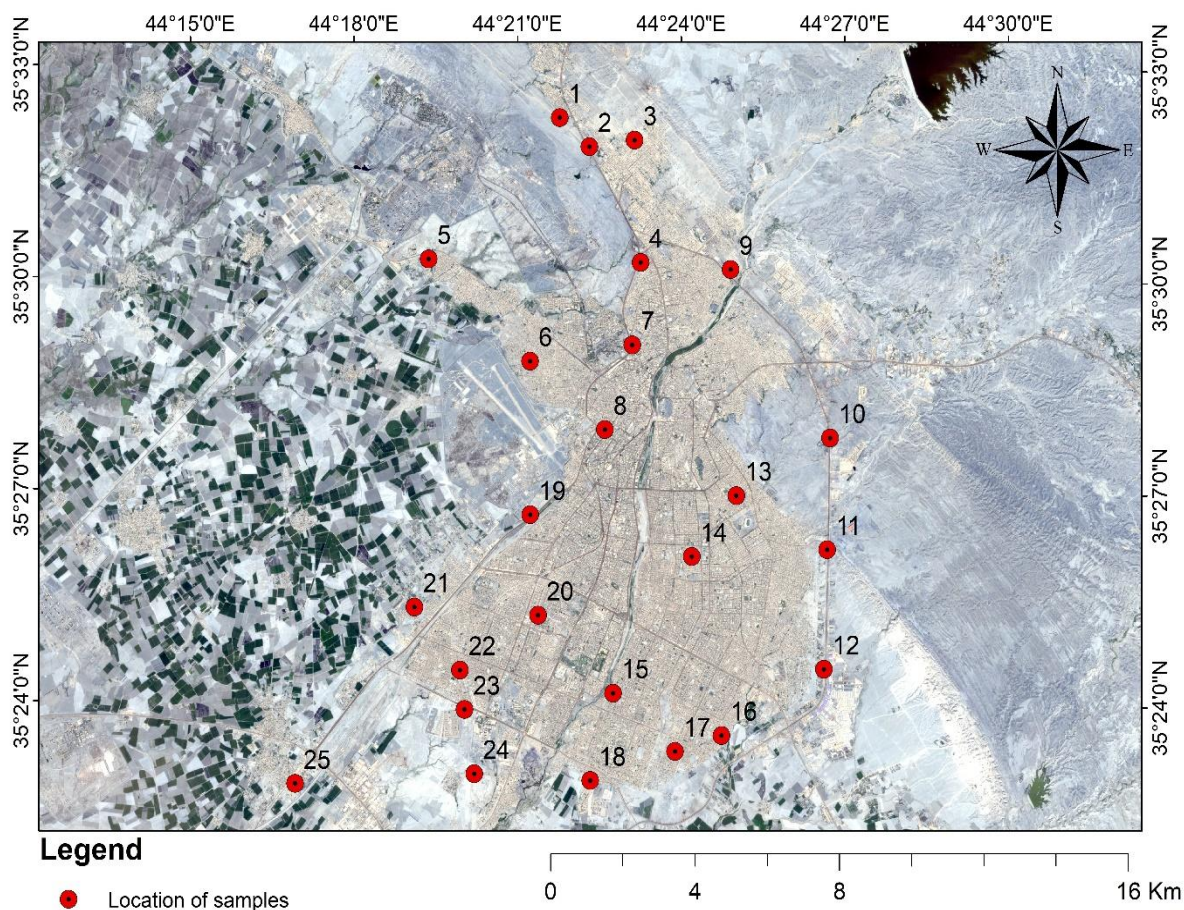 44°15'0"E 44°18'0"E 44°21'0"E 44°24'0"E 44°27'0"E 44°30'0"E
35°33'0"N 35°33'0"N
N
W E
S
1
2 3
5 4 9
35°30'0"N 35°30'0"N
7
6
8
10
35°27'0"N 35°27'0"N
13
19
14 11
21 20
22 12
23 15
35°24'0"N 35°24'0"N
17 16
24 18
25
Legend
Location of samples
0 4 8 16 Km